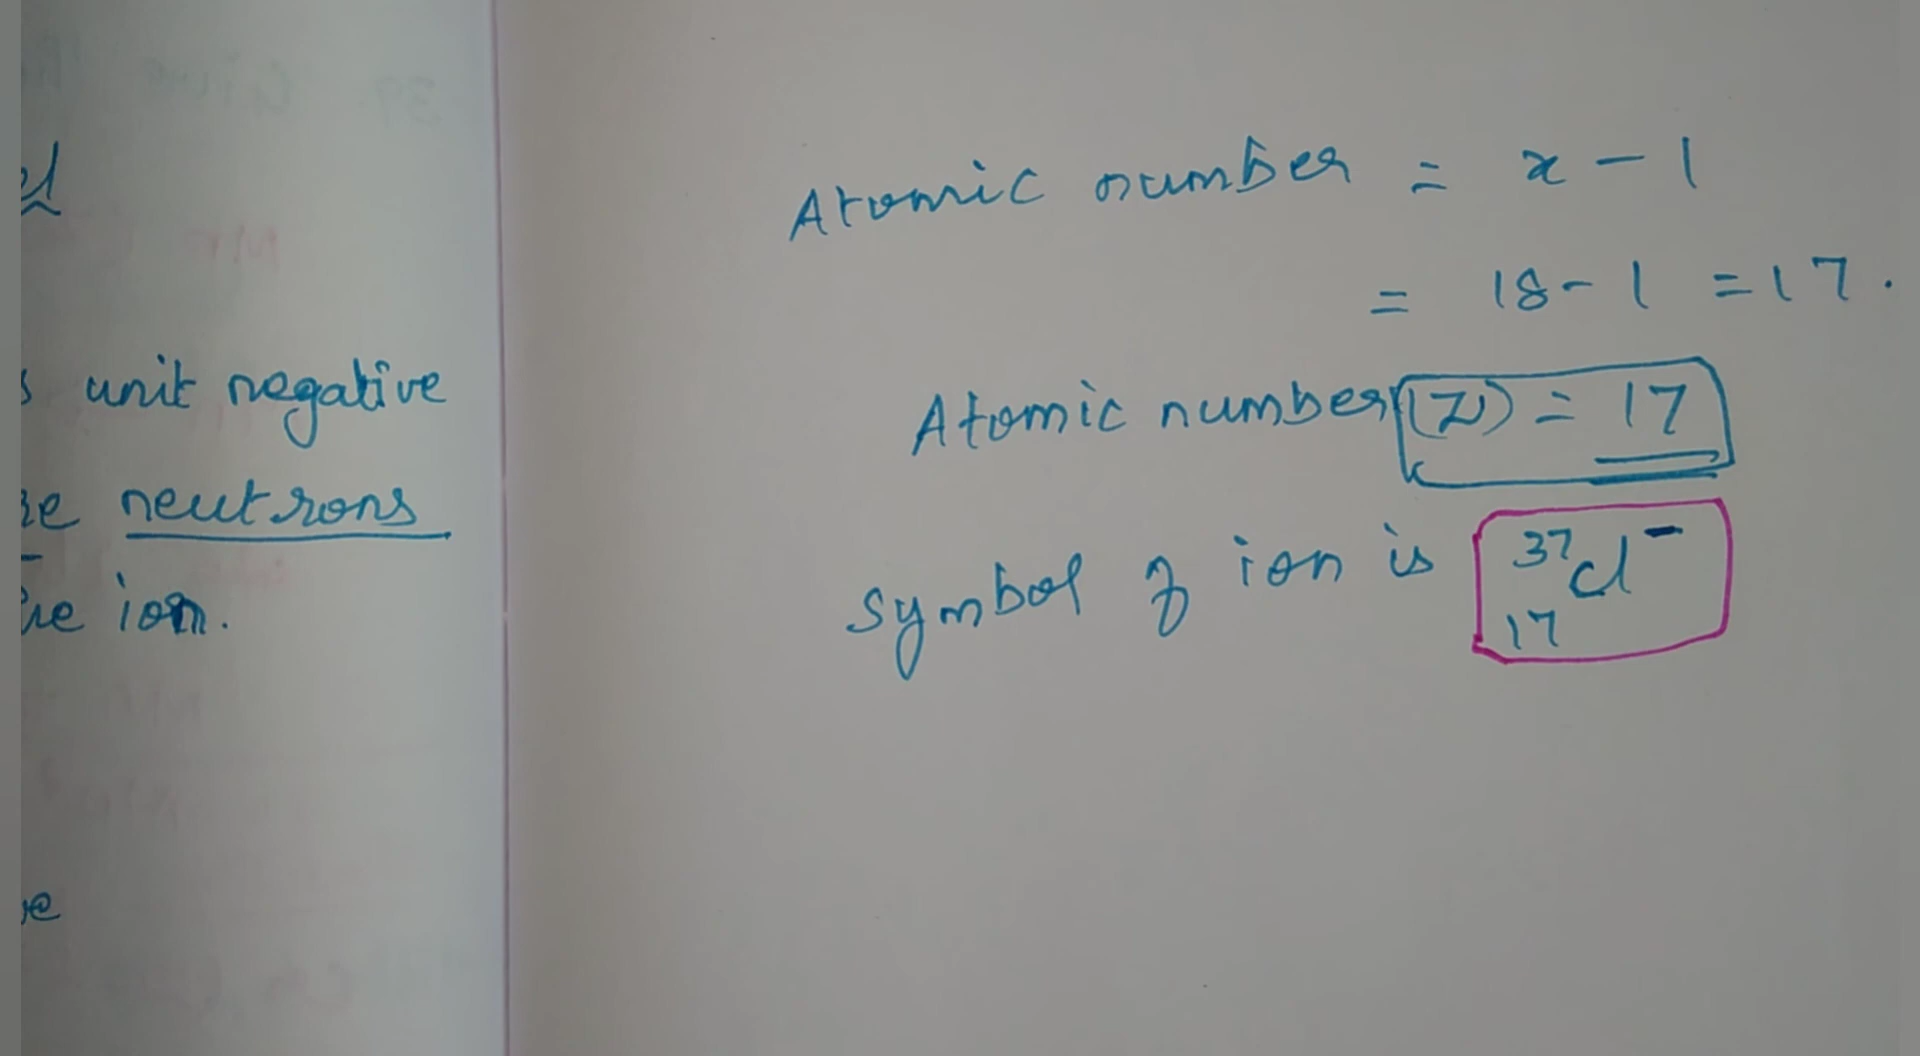 unit negative
neutrons
ion.
Atomic number = x - 1
= 18 - 1 = 17.
Atomic number (Z) = 17
Symbol of ion is ³⁷₁₇Cl⁻